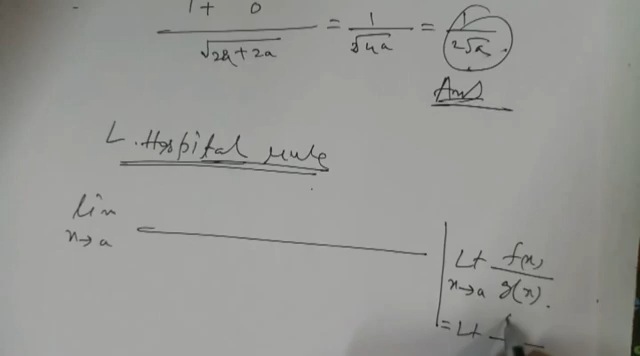 1 + 0 / √2a + 2a = 1 / √4a = 1 / 2√a
Ans
L. Hospital rule
lim x→a
Lt x→a f(x) / g(x).
= Lt